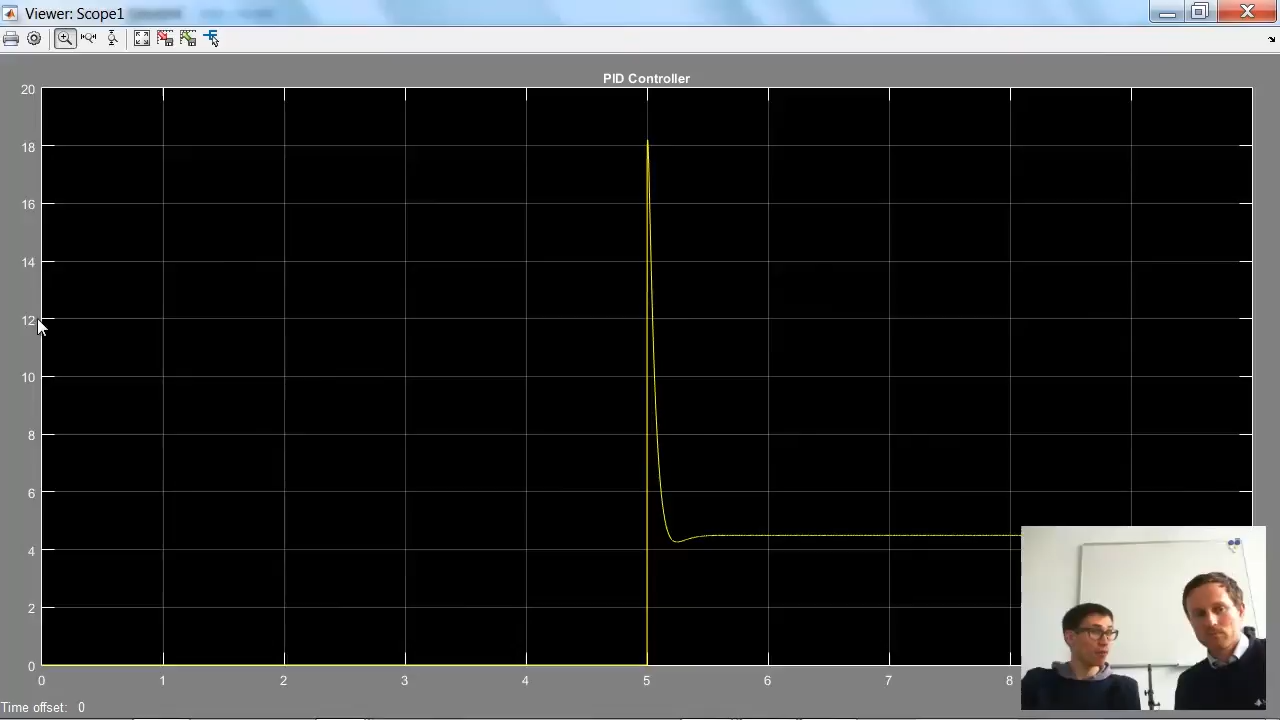 Viewer: Scope1
PID Controller
20
18
16
14
12
10
8
6
4
2
0
0 1 2 3 4 5 6 7 8
Time offset: 0